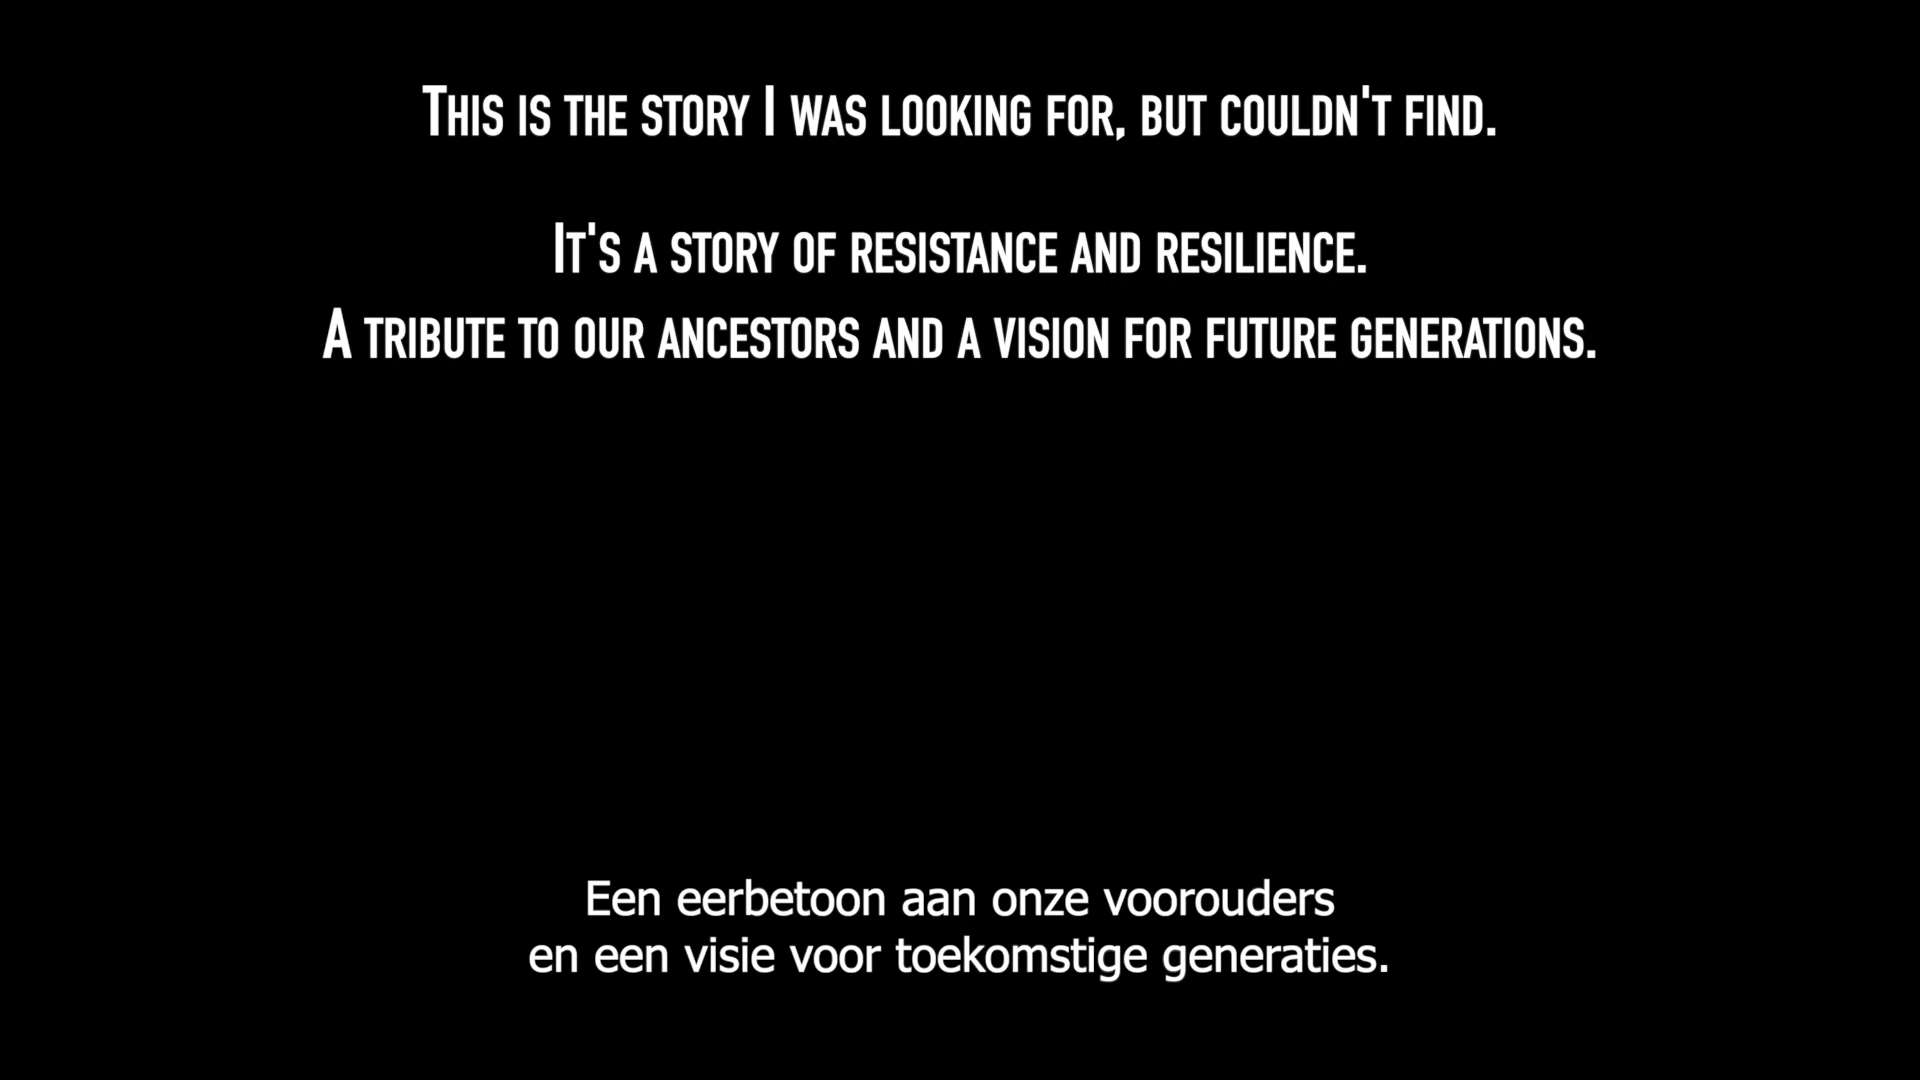 This is the story I was looking for, but couldn't find.
It's a story of resistance and resilience.
A tribute to our ancestors and a vision for future generations.
Een eerbetoon aan onze voorouders
en een visie voor toekomstige generaties.